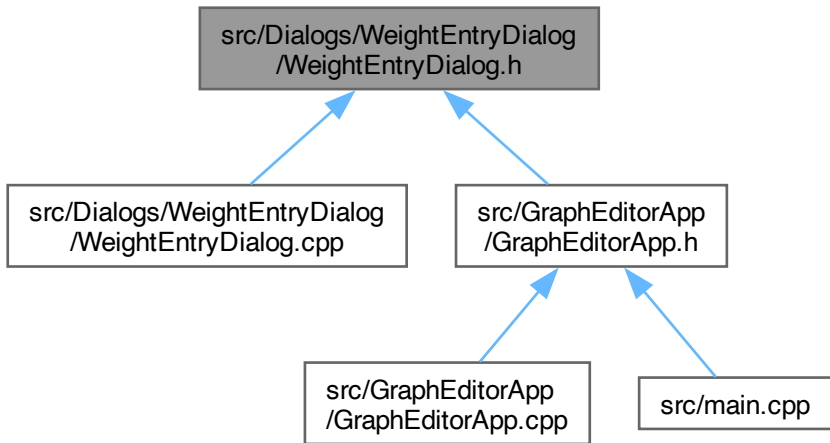 src/Dialogs/WeightEntryDialog
/WeightEntryDialog.h
src/Dialogs/WeightEntryDialog
/WeightEntryDialog.cpp
src/GraphEditorApp
/GraphEditorApp.h
src/GraphEditorApp
/GraphEditorApp.cpp
src/main.cpp